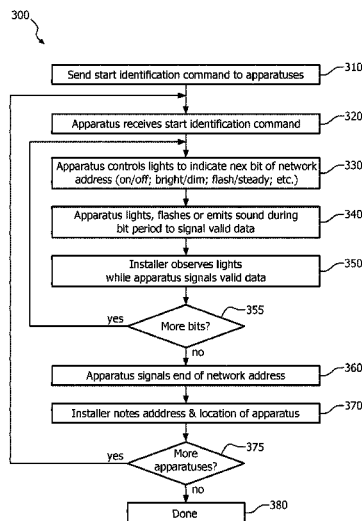 300
Send start identification command to apparatuses
310
Apparatus receives start identification command
320
Apparatus controls lights to indicate nex bit of network
address (on/off; bright/dim; flash/steady; etc.)
330
Apparatus lights, flashes or emits sound during
bit period to signal valid data
340
Installer observes lights
while apparatus signals valid data
350
yes
More bits?
355
no
Apparatus signals end of network address
360
Installer notes adddress & location of apparatus
370
yes
More
apparatuses?
375
no
Done
380